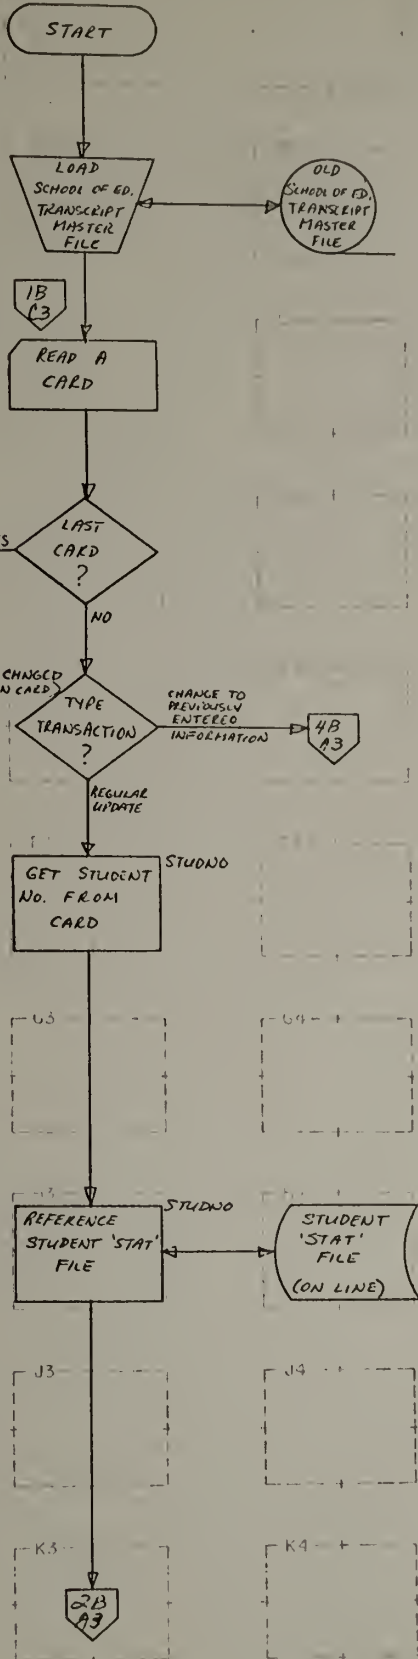 START
LOAD
SCHOOL OF ED.
TRANSCRIPT
MASTER
FILE
OLD
SCHOOL OF ED.
TRANSCRIPT
MASTER
FILE
1B
C3
READ A
CARD
LAST
CARD
?
NO
TYPE
TRANSACTION
?
CHANGE TO
PREVIOUSLY
ENTERED
INFORMATION
4B
A3
REGULAR
UPDATE
GET STUDENT
NO. FROM
CARD
STUDNO
G3
G4
REFERENCE
STUDENT 'STAT'
FILE
STUDNO
STUDENT
'STAT'
FILE
(ON LINE)
J3
J4
K3
K4
2B
A3